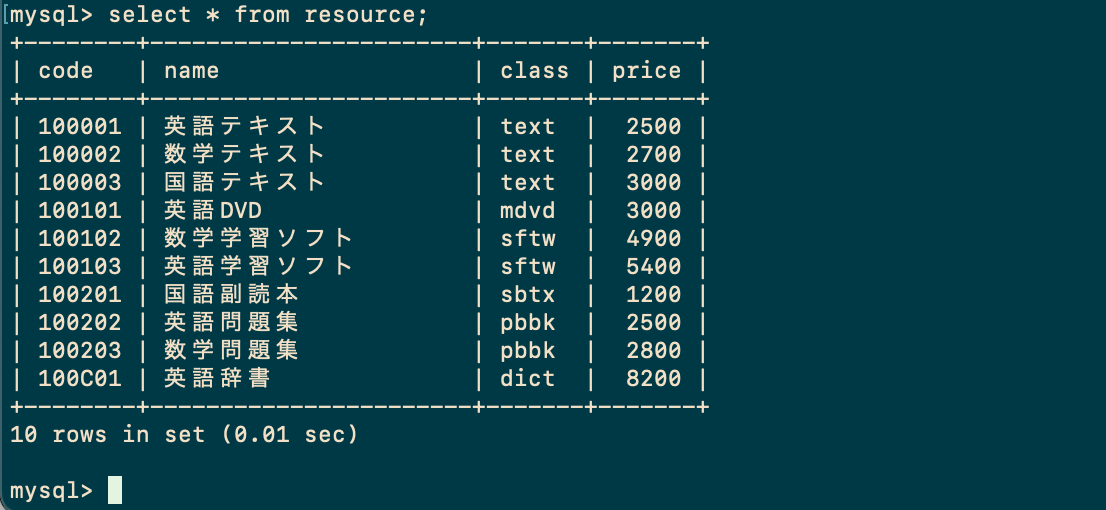 mysql> select * from resource;
+--------+-----------------------+-------+-------+
| code   | name                  | class | price |
+--------+-----------------------+-------+-------+
| 100001 | 英語テキスト | text  |  2500 |
| 100002 | 数学テキスト | text  |  2700 |
| 100003 | 国語テキスト | text  |  3000 |
| 100101 | 英語DVD | mdvd  |  3000 |
| 100102 | 数学学習ソフト | sftw  |  4900 |
| 100103 | 英語学習ソフト | sftw  |  5400 |
| 100201 | 国語副読本 | sbtx  |  1200 |
| 100202 | 英語問題集 | pbbk  |  2500 |
| 100203 | 数学問題集 | pbbk  |  2800 |
| 100C01 | 英語辞書 | dict  |  8200 |
+--------+-----------------------+-------+-------+
10 rows in set (0.01 sec)
mysql>